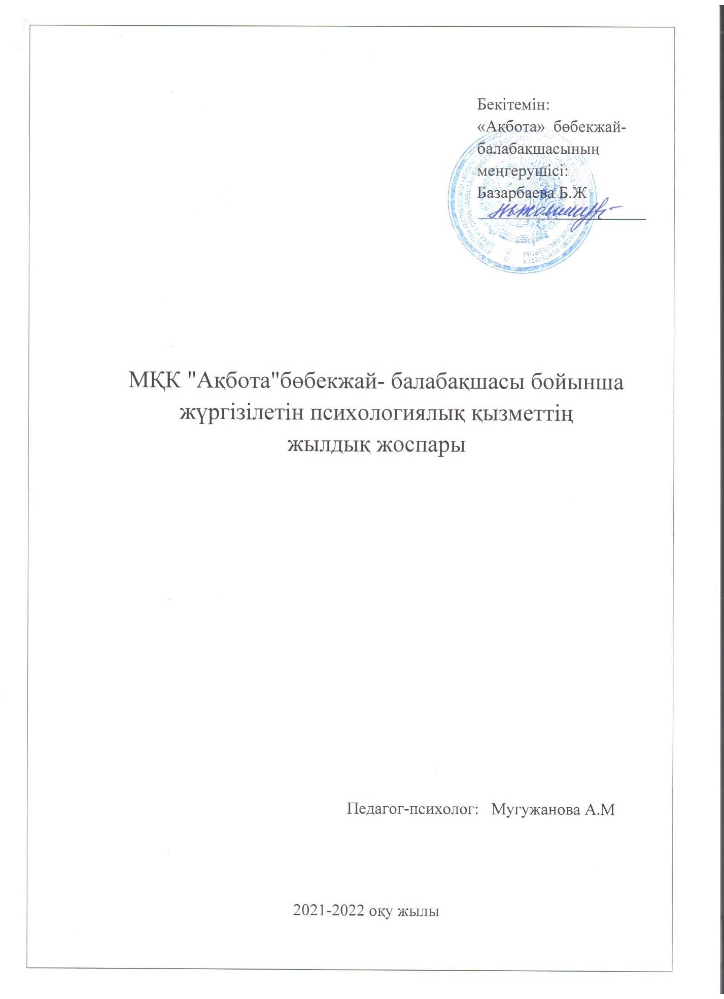 Бекітемін:
«Ақбота» бөбекжай-
балабақшасының
меңгерушісі:
Базарбаева Б.Ж
МҚК "Ақбота"бөбекжай- балабақшасы бойынша
жүргізілетін психологиялық қызметтің
жылдық жоспары
Педагог-психолог: Мугужанова А.М
2021-2022 оқу жылы